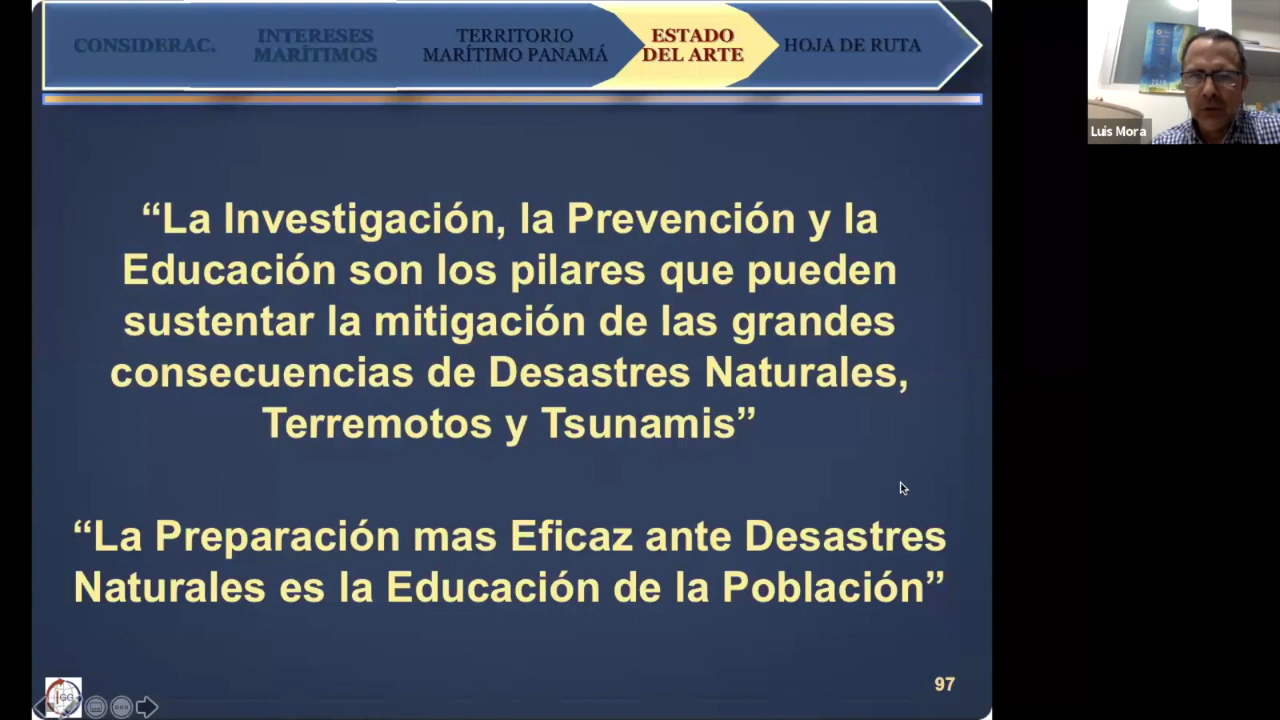 CONSIDERAC.
INTERESES
MARÍTIMOS
TERRITORIO
MARÍTIMO PANAMÁ
ESTADO
DEL ARTE
HOJA DE RUTA
Luis Mora
“La Investigación, la Prevención y la
Educación son los pilares que pueden
sustentar la mitigación de las grandes
consecuencias de Desastres Naturales,
Terremotos y Tsunamis”
“La Preparación mas Eficaz ante Desastres
Naturales es la Educación de la Población”
97